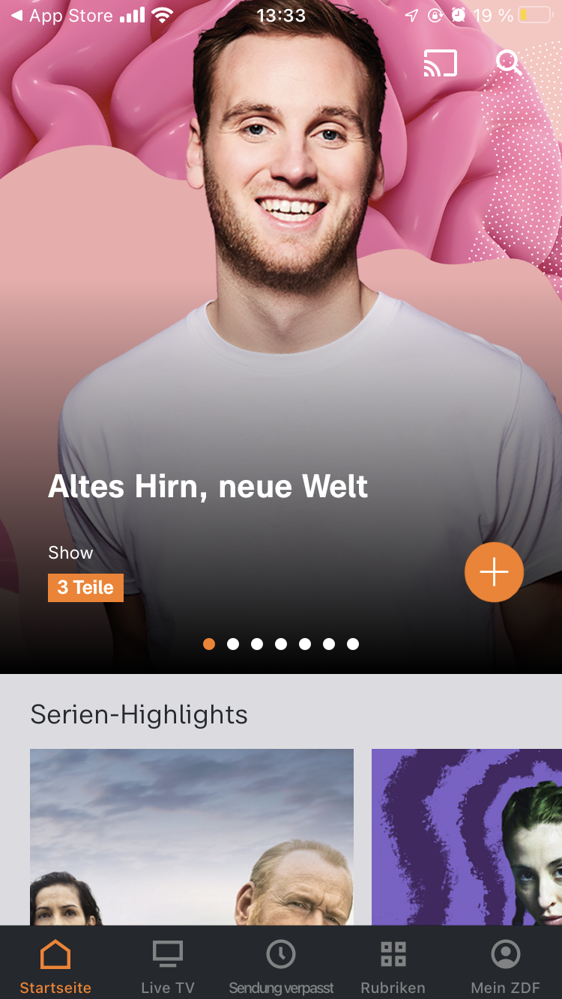 App Store 13:33 19 %
Altes Hirn, neue Welt
Show
3 Teile
Serien-Highlights
Startseite Live TV Sendung verpasst Rubriken Mein ZDF